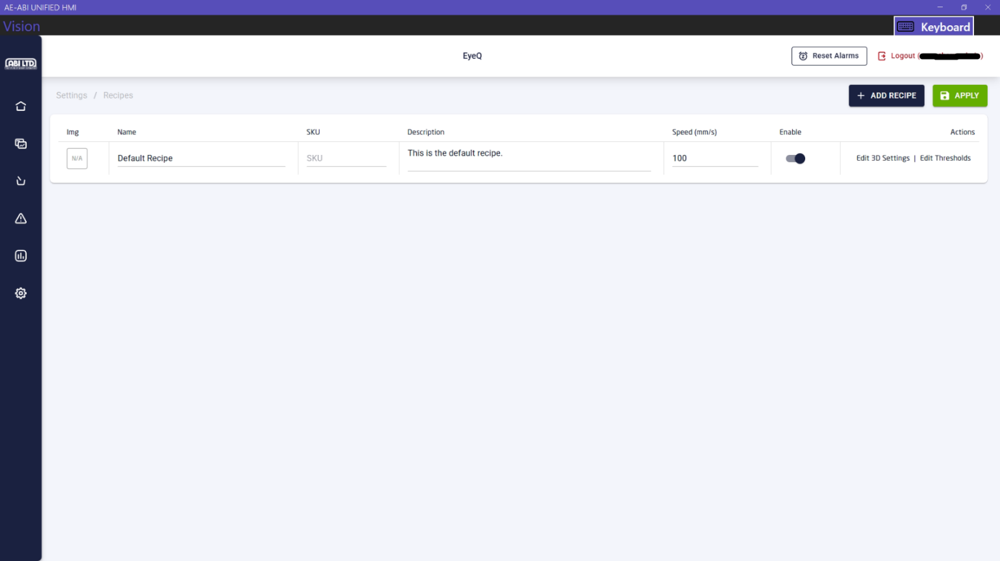 AE-ABI UNIFIED HMI
Vision
Keyboard
ABI LTD
EyeQ
Reset Alarms
Logout ( )
Settings / Recipes
ADD RECIPE
APPLY
Img Name SKU Description Speed (mm/s) Enable Actions
N/A Default Recipe SKU This is the default recipe. 100 Edit 3D Settings | Edit Thresholds